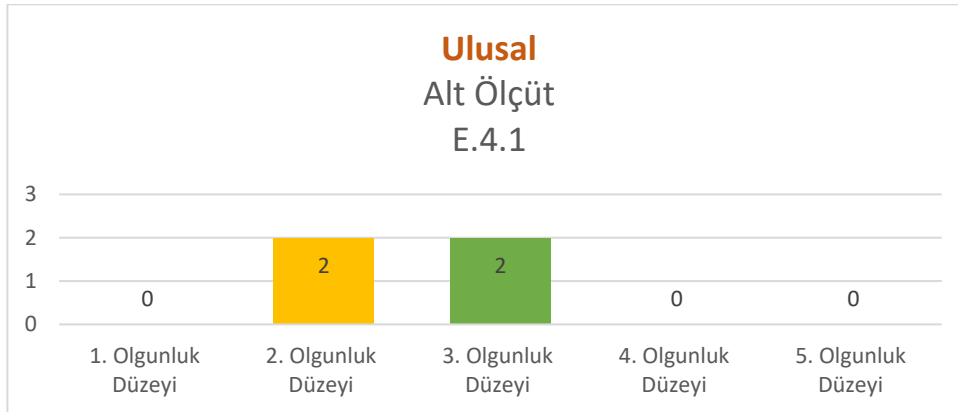 Ulusal
Alt Ölçüt
E.4.1
3
2
1
0
0
2
2
0
0
1. Olgunluk
Düzeyi
2. Olgunluk
Düzeyi
3. Olgunluk
Düzeyi
4. Olgunluk
Düzeyi
5. Olgunluk
Düzeyi